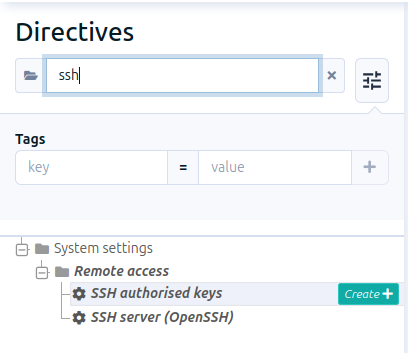 Directives
ssh
Tags
key = value
System settings
Remote access
SSH authorised keys Create
SSH server (OpenSSH)